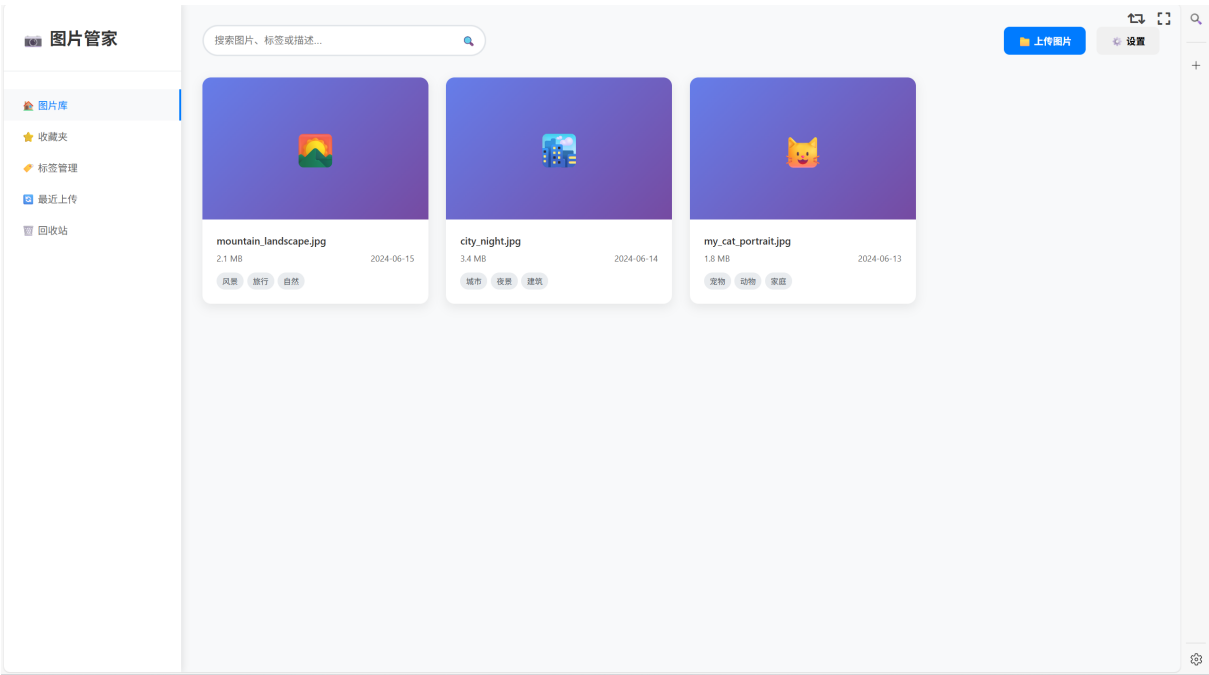 图片管家
图片库
收藏夹
标签管理
最近上传
回收站
搜索图片、标签或描述...
上传图片
设置
mountain_landscape.jpg
2.1 MB 2024-06-15
风景 旅行 自然
city_night.jpg
3.4 MB 2024-06-14
城市 夜景 建筑
my_cat_portrait.jpg
1.8 MB 2024-06-13
宠物 动物 家庭